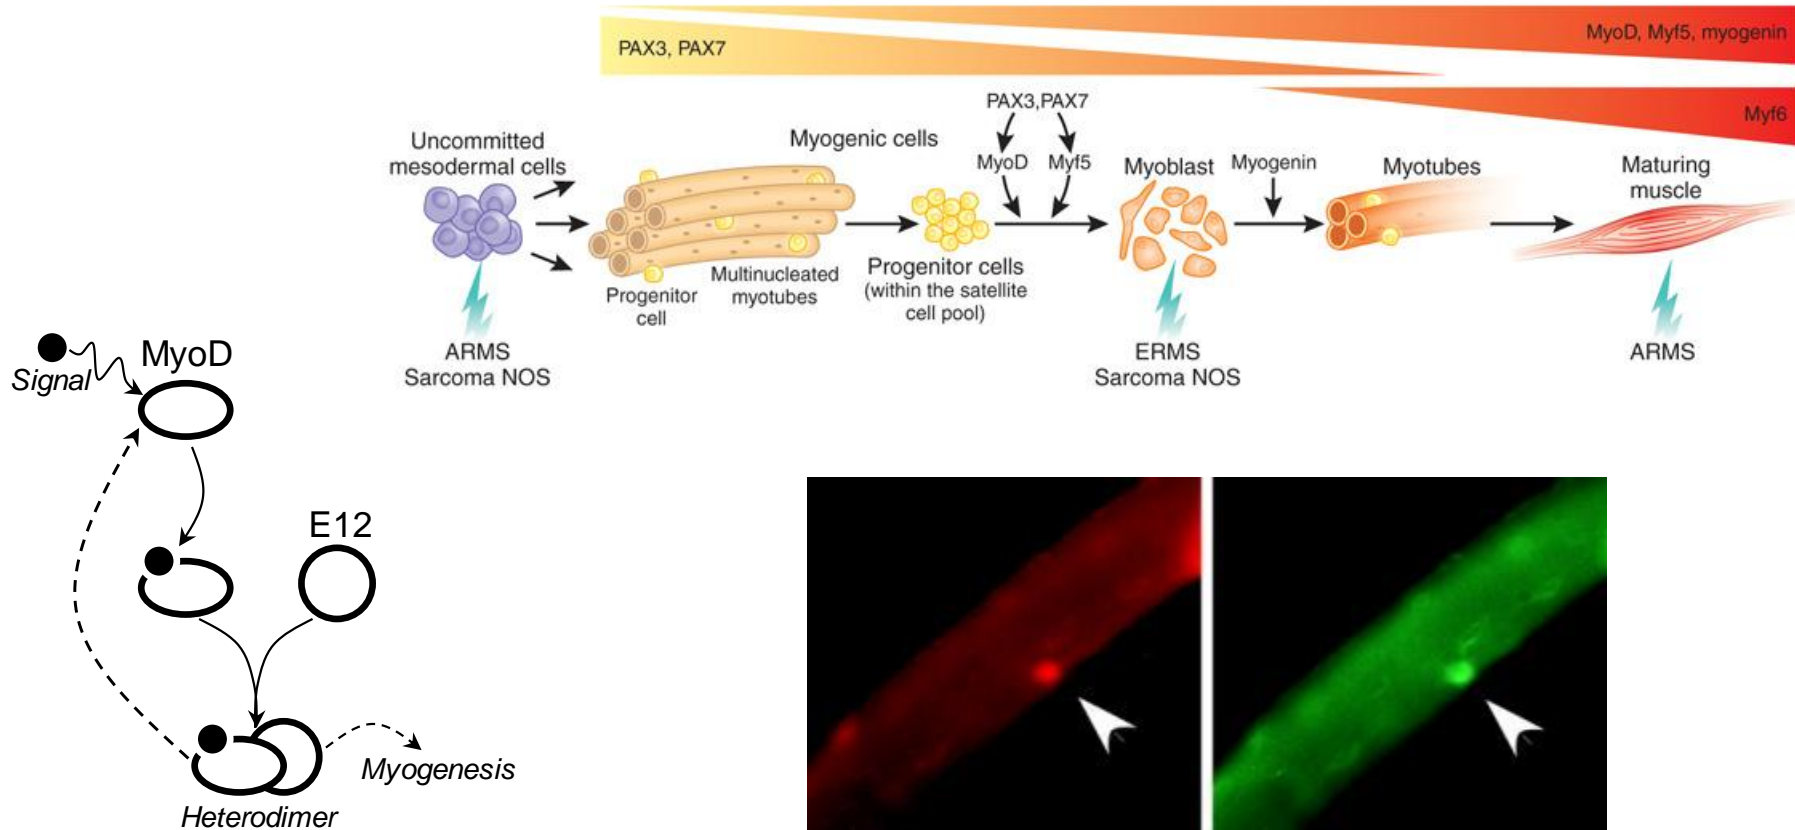 PAX3, PAX7
MyoD, Myf5, myogenin
Myf6
PAX3,PAX7
MyoD
Myf5
Uncommitted
mesodermal cells
Myogenic cells
Myoblast
Myogenin
Myotubes
Maturing
muscle
Progenitor
cell
Multinucleated
myotubes
Progenitor cells
(within the satellite
cell pool)
ARMS
Sarcoma NOS
ERMS
Sarcoma NOS
ARMS
Signal
MyoD
E12
Myogenesis
Heterodimer